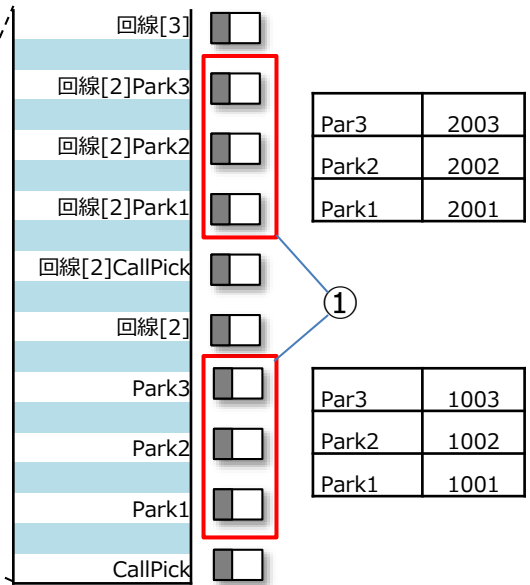 回線[3]
回線[2]Park3
回線[2]Park2
回線[2]Park1
回線[2]CallPick
回線[2]
Park3
Park2
Park1
CallPick
Par3 2003
Park2 2002
Park1 2001
①
Par3 1003
Park2 1002
Park1 1001